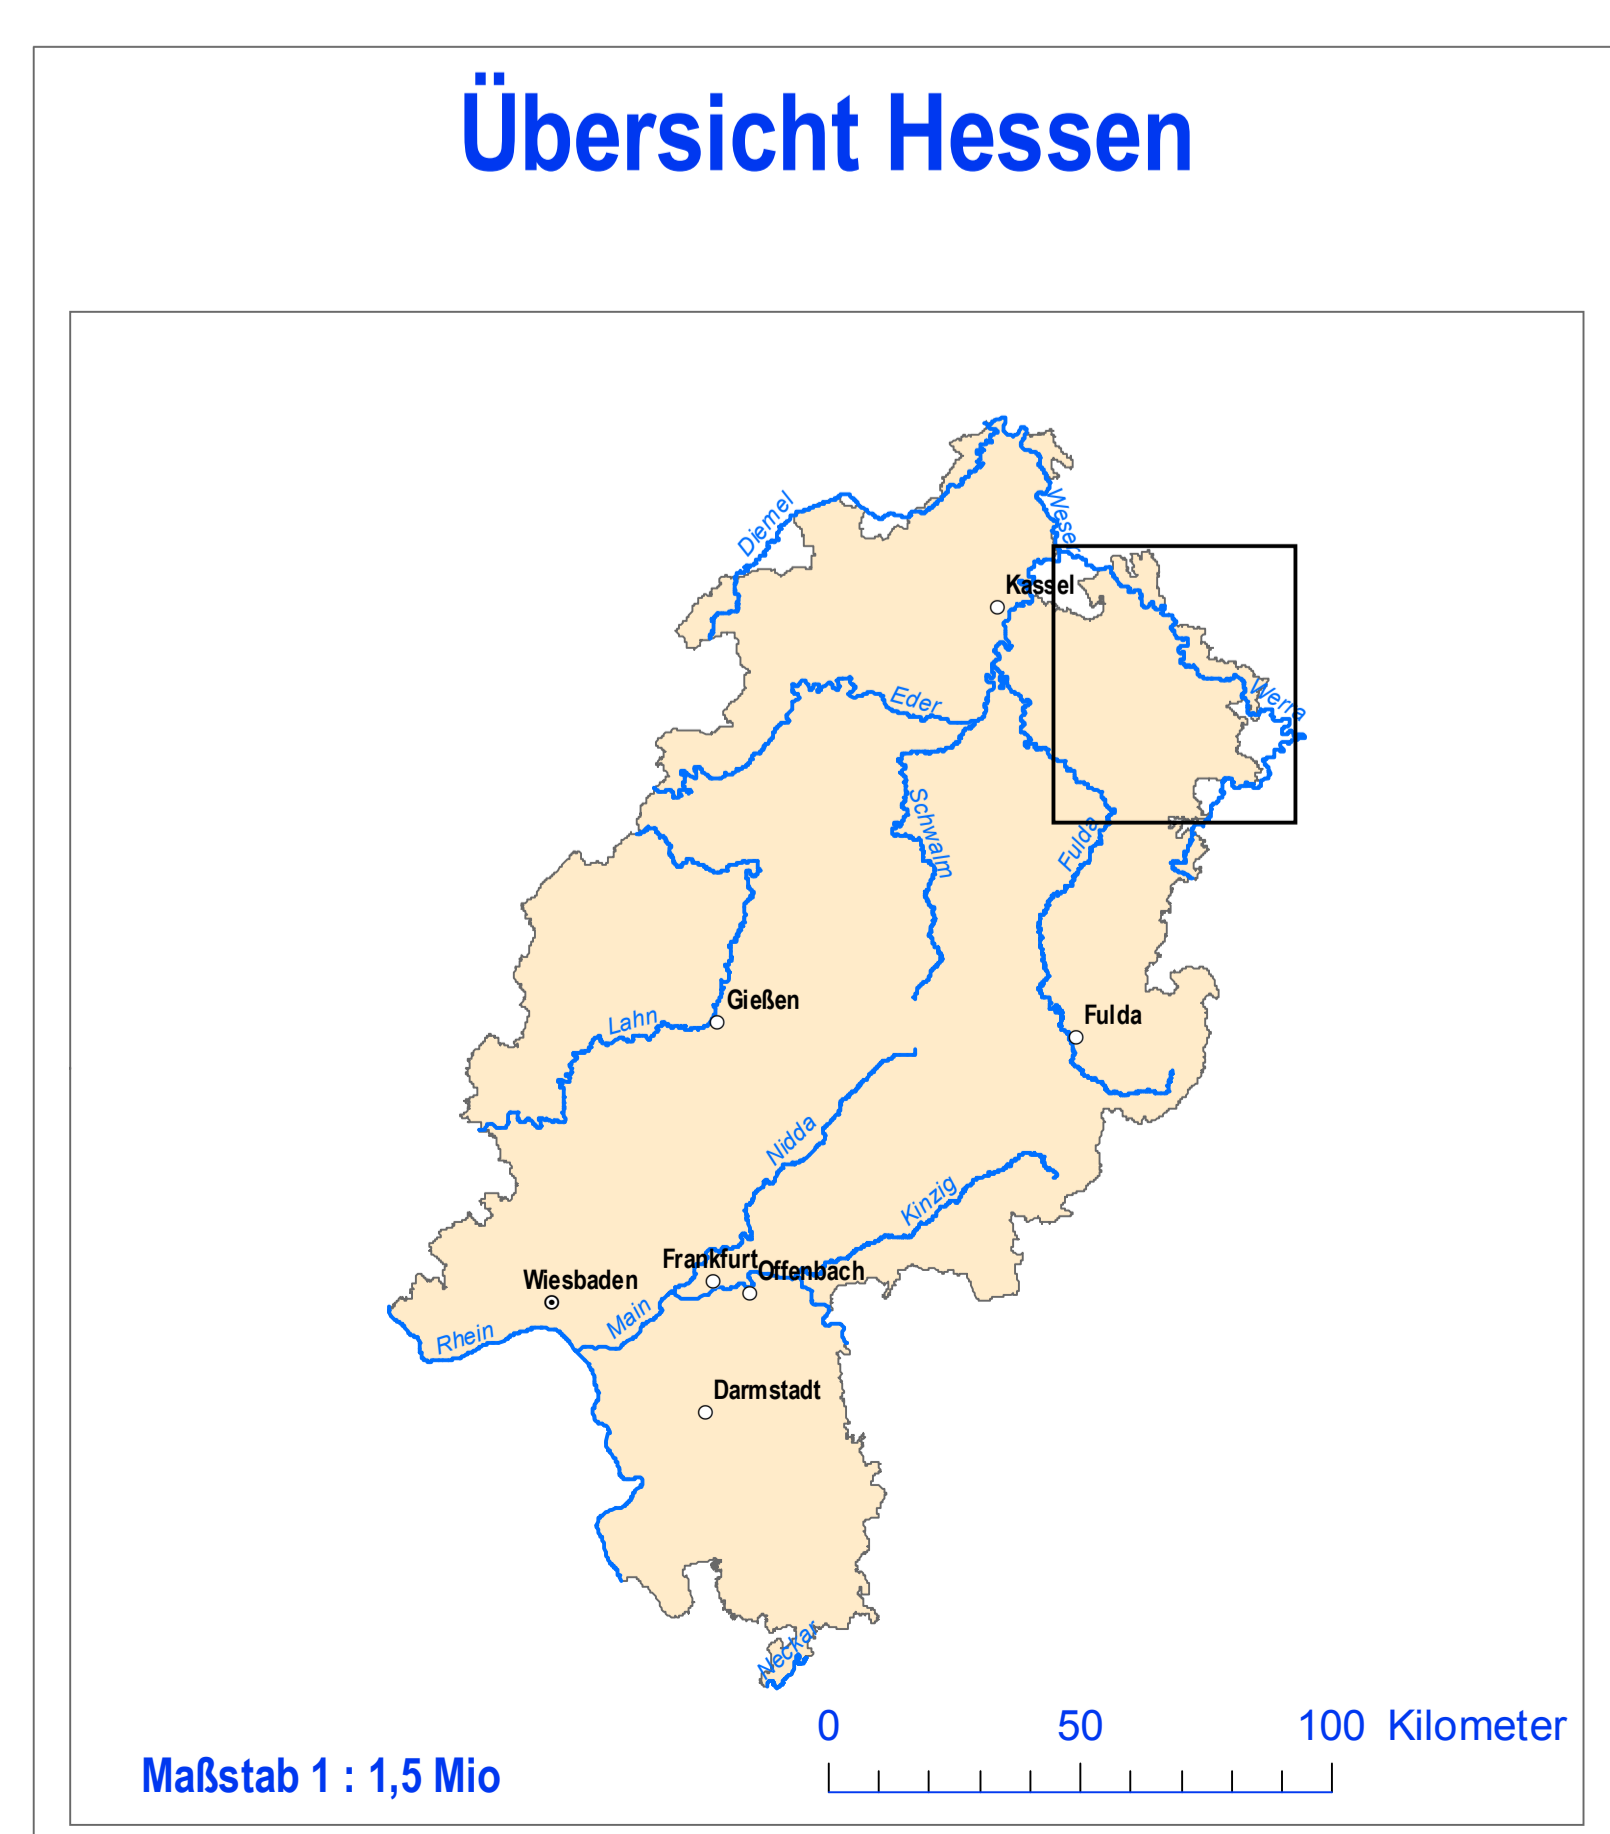 Übersicht Hessen
Diemel
Weser
Kassel
Eder
Werra
Schwalm
Fulda
Gießen
Fulda
Lahn
Nidda
Kinzig
Frankfurt
Offenbach
Wiesbaden
Main
Rhein
Darmstadt
Neckar
0 50 100 Kilometer
Maßstab 1 : 1,5 Mio